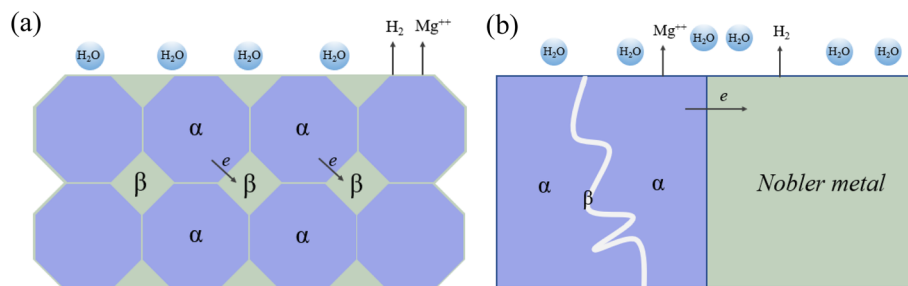 (a)
H₂ Mg⁺⁺
H₂O H₂O H₂O H₂O
α α
e e
β β β
α α
(b)
Mg⁺⁺ H₂
H₂O H₂O H₂O H₂O H₂O H₂O
e
α β α
Nobler metal